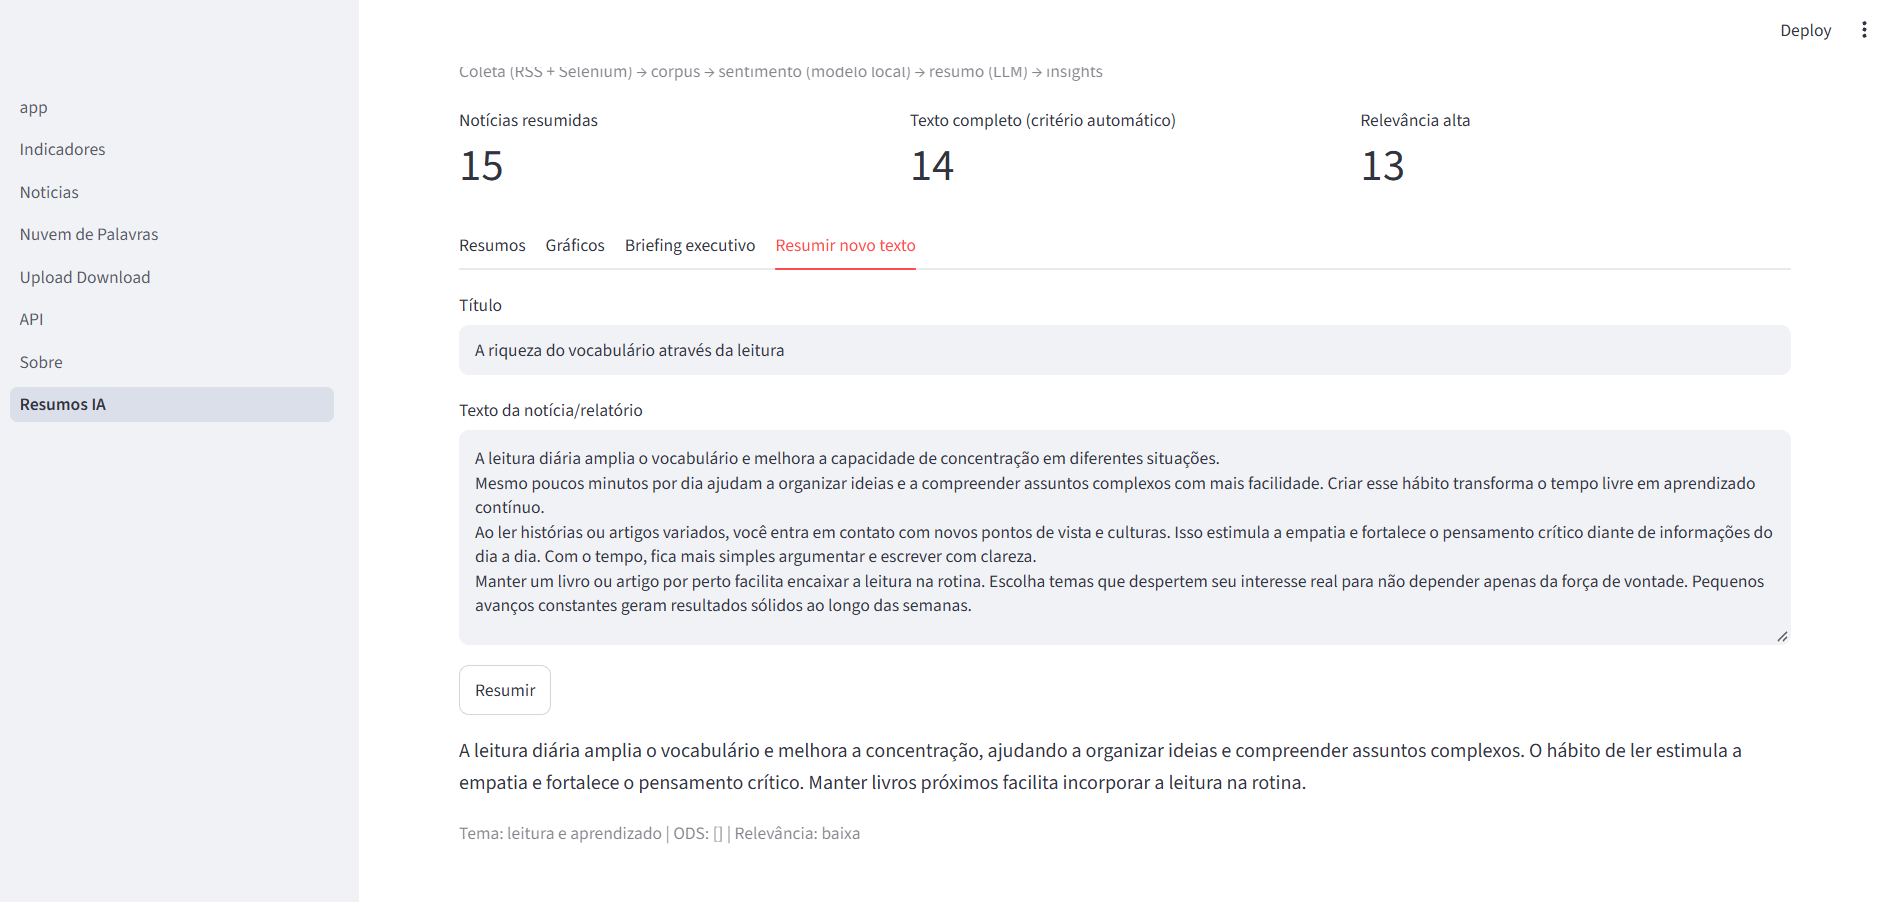 Deploy
app
Indicadores
Noticias
Nuvem de Palavras
Upload Download
API
Sobre
Resumos IA
Coleta (RSS + Selenium) → corpus → sentimento (modelo local) → resumo (LLM) → insights
Notícias resumidas
15
Texto completo (critério automático)
14
Relevância alta
13
Resumos Gráficos Briefing executivo Resumir novo texto
Título
A riqueza do vocabulário através da leitura
Texto da notícia/relatório
A leitura diária amplia o vocabulário e melhora a capacidade de concentração em diferentes situações.
Mesmo poucos minutos por dia ajudam a organizar ideias e a compreender assuntos complexos com mais facilidade. Criar esse hábito transforma o tempo livre em aprendizado
contínuo.
Ao ler histórias ou artigos variados, você entra em contato com novos pontos de vista e culturas. Isso estimula a empatia e fortalece o pensamento crítico diante de informações do
dia a dia. Com o tempo, fica mais simples argumentar e escrever com clareza.
Manter um livro ou artigo por perto facilita encaixar a leitura na rotina. Escolha temas que despertem seu interesse real para não depender apenas da força de vontade. Pequenos
avanços constantes geram resultados sólidos ao longo das semanas.
Resumir
A leitura diária amplia o vocabulário e melhora a concentração, ajudando a organizar ideias e compreender assuntos complexos. O hábito de ler estimula a
empatia e fortalece o pensamento crítico. Manter livros próximos facilita incorporar a leitura na rotina.
Tema: leitura e aprendizado | ODS: [] | Relevância: baixa